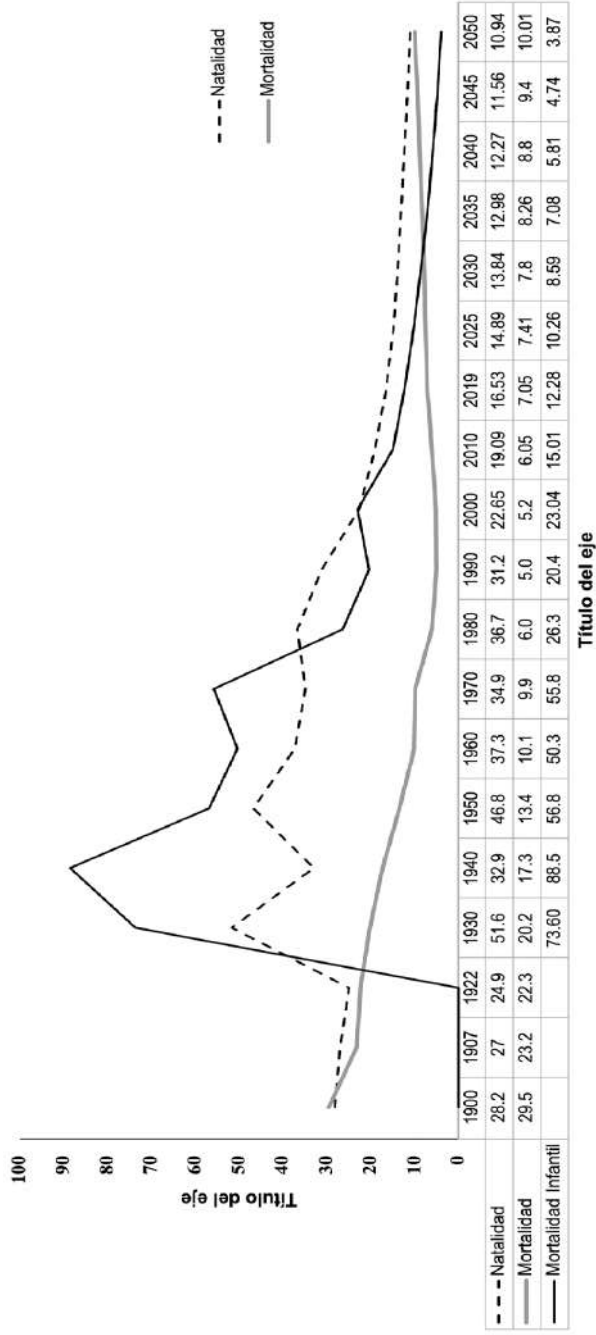 Natalidad
Mortalidad
100
90
80
70
60
50
40
30
20
10
0
Título del eje
1900 1907 1922 1930 1940 1950 1960 1970 1980 1990 2000 2010 2019 2025 2030 2035 2040 2045 2050
Natalidad 28.2 27 24.9 51.6 32.9 46.8 37.3 34.9 36.7 31.2 22.65 19.09 16.53 14.89 13.84 12.98 12.27 11.56 10.94
Mortalidad 29.5 23.2 22.3 20.2 17.3 13.4 10.1 9.9 6.0 5.0 5.2 6.05 7.05 7.41 7.8 8.26 8.8 9.4 10.01
Mortalidad Infantil 73.60 88.5 56.8 50.3 55.8 26.3 20.4 23.04 15.01 12.28 10.26 8.59 7.08 5.81 4.74 3.87
Título del eje